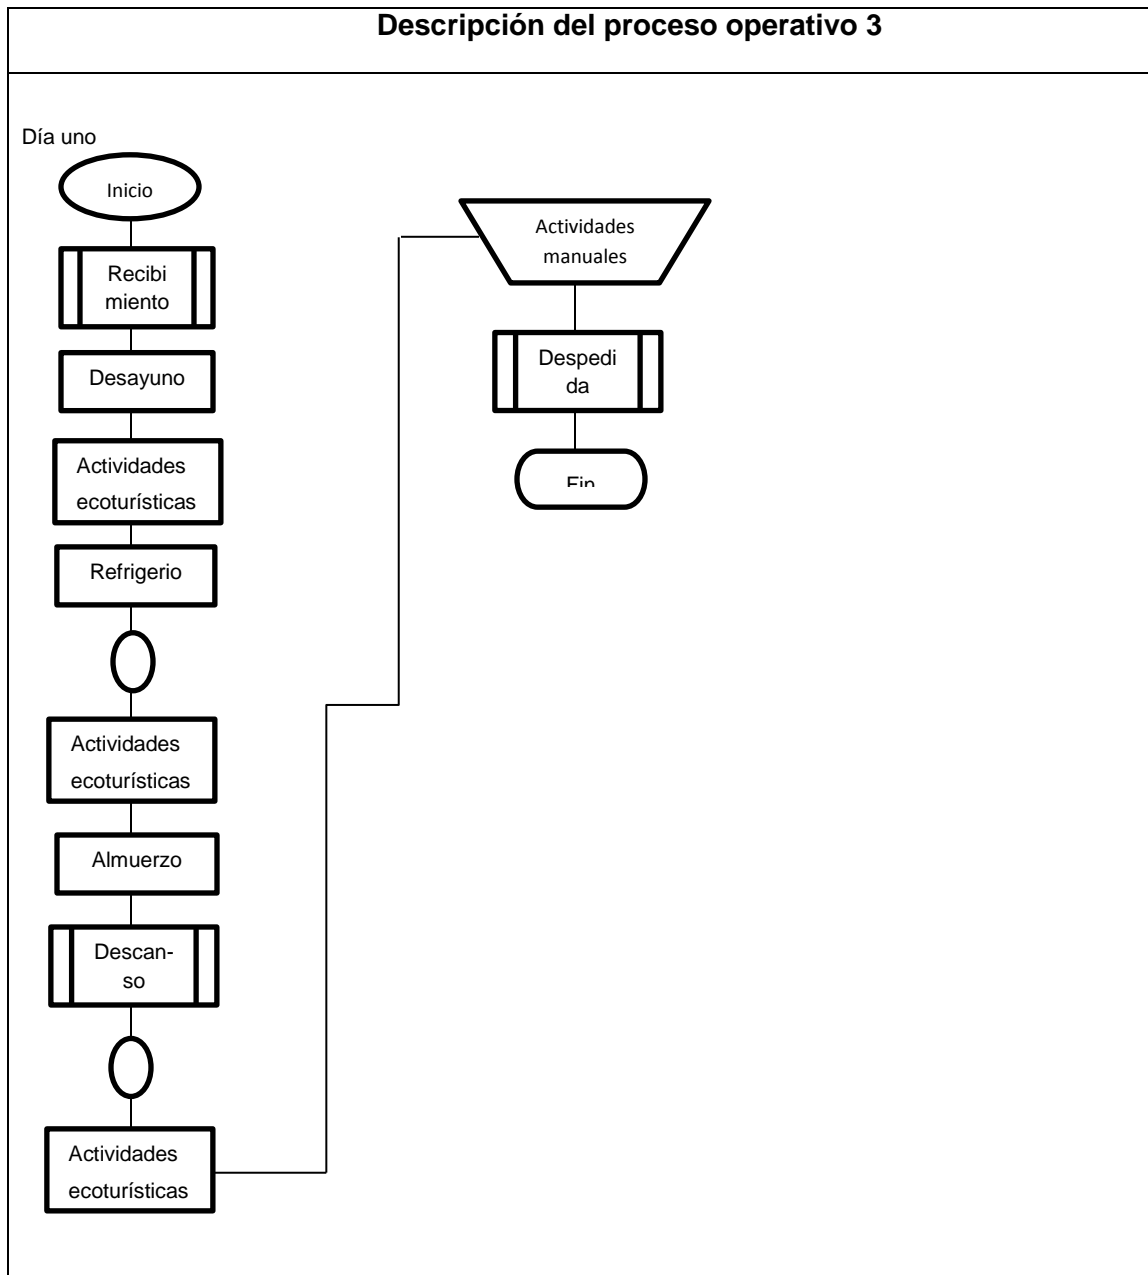 Descripción del proceso operativo 3
Día uno
Inicio
Recibi
miento
Desayuno
Actividades
ecoturísticas
Refrigerio
Actividades
ecoturísticas
Almuerzo
Descan-
so
Actividades
ecoturísticas
Actividades
manuales
Despedi
da
Fin